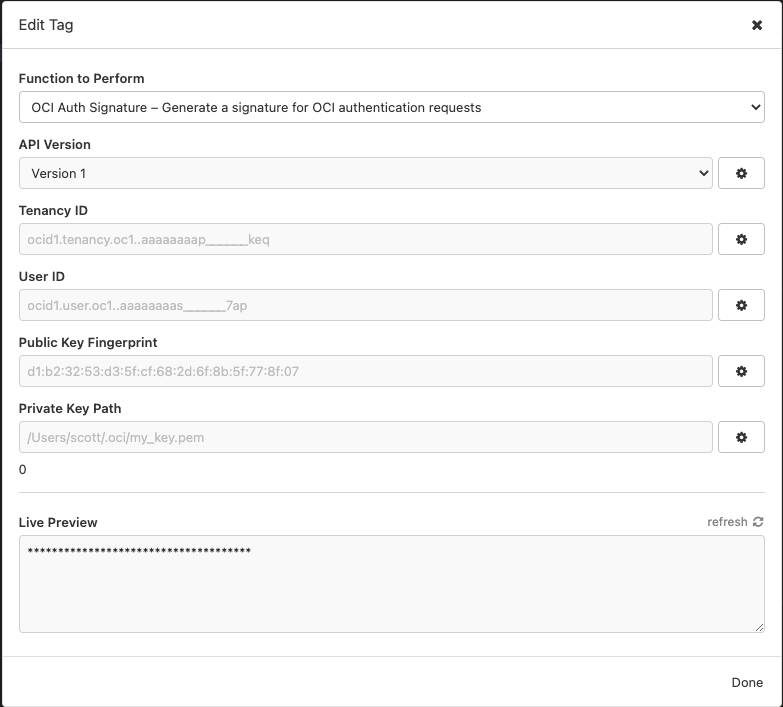 Edit Tag ✖
Function to Perform
OCI Auth Signature – Generate a signature for OCI authentication requests
API Version
Version 1
Tenancy ID
ocid1.tenancy.oc1..aaaaaaaap______keq
User ID
ocid1.user.oc1..aaaaaaaas______7ap
Public Key Fingerprint
d1:b2:32:53:d3:5f:cf:68:2d:6f:8b:5f:77:8f:07
Private Key Path
/Users/scott/.oci/my_key.pem
0
Live Preview refresh
*************************************
Done